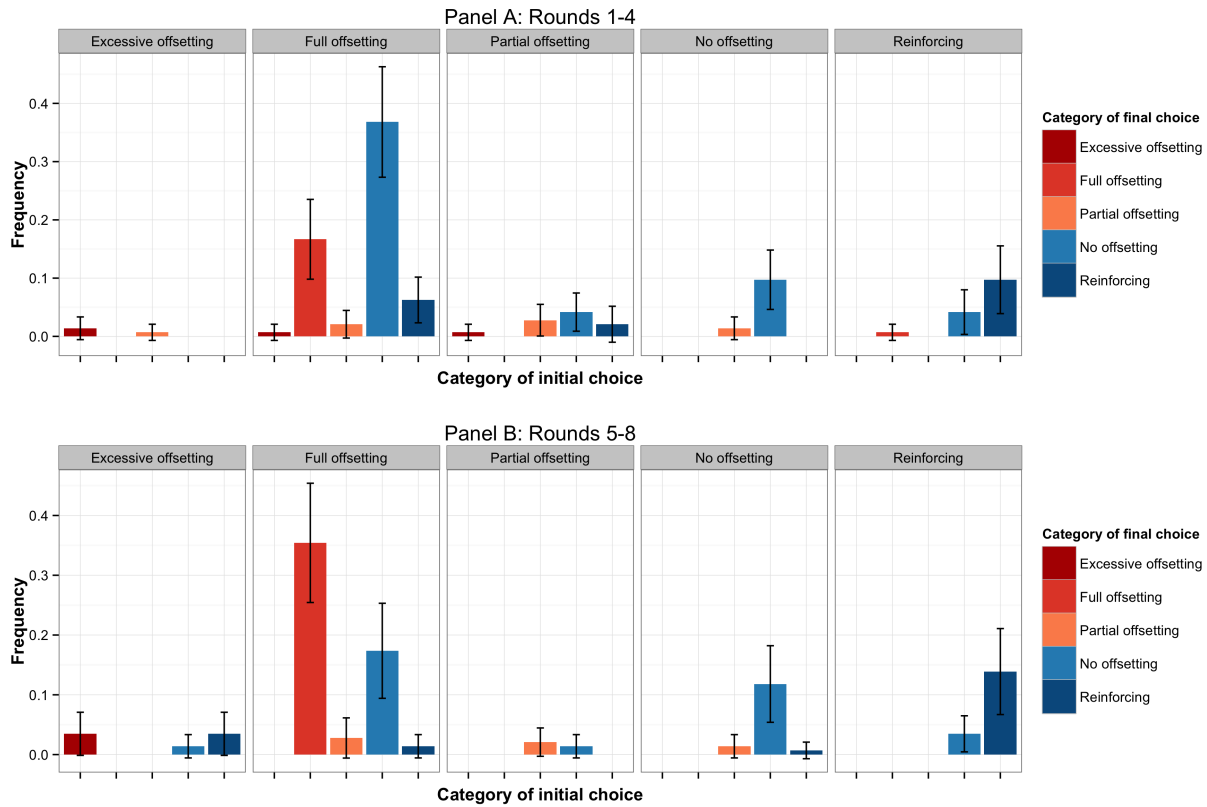 Panel A: Rounds 1-4
Excessive offsetting
Full offsetting
Partial offsetting
No offsetting
Reinforcing
Frequency
0.4
0.3
0.2
0.1
0.0
Category of initial choice
Category of final choice
Excessive offsetting
Full offsetting
Partial offsetting
No offsetting
Reinforcing
Panel B: Rounds 5-8
Excessive offsetting
Full offsetting
Partial offsetting
No offsetting
Reinforcing
Frequency
0.4
0.3
0.2
0.1
0.0
Category of initial choice
Category of final choice
Excessive offsetting
Full offsetting
Partial offsetting
No offsetting
Reinforcing